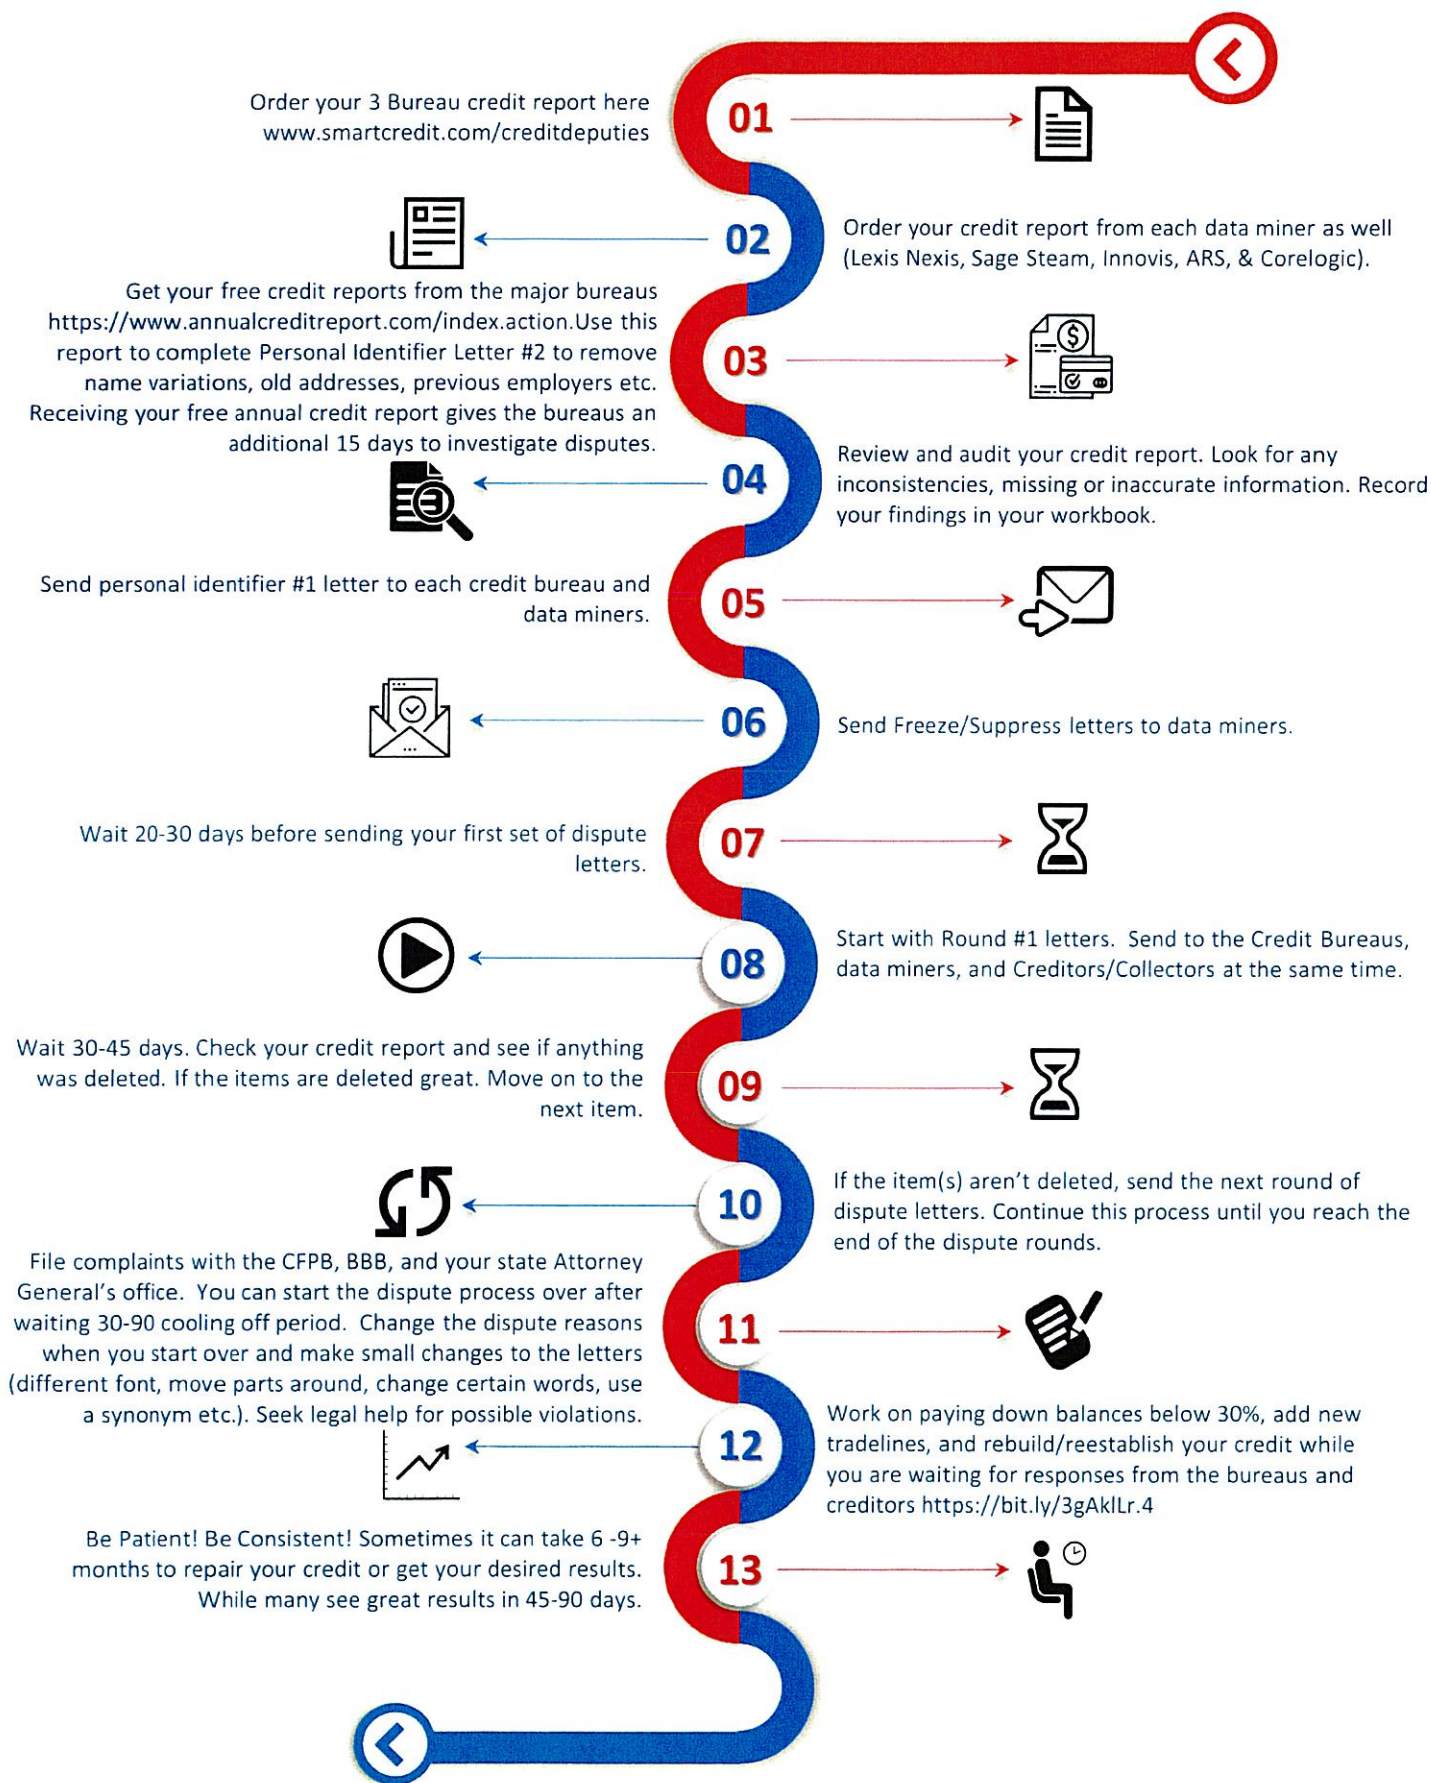 Order your 3 Bureau credit report here
www.smartcredit.com/creditdeputies
01
02
Order your credit report from each data miner as well
(Lexis Nexis, Sage Steam, Innovis, ARS, & Corelogic).
Get your free credit reports from the major bureaus
https://www.annualcreditreport.com/index.action.Use this
report to complete Personal Identifier Letter #2 to remove
name variations, old addresses, previous employers etc.
Receiving your free annual credit report gives the bureaus an
additional 15 days to investigate disputes.
03
04
Review and audit your credit report. Look for any
inconsistencies, missing or inaccurate information. Record
your findings in your workbook.
Send personal identifier #1 letter to each credit bureau and
data miners.
05
06
Send Freeze/Suppress letters to data miners.
Wait 20-30 days before sending your first set of dispute
letters.
07
08
Start with Round #1 letters.  Send to the Credit Bureaus,
data miners, and Creditors/Collectors at the same time.
Wait 30-45 days. Check your credit report and see if anything
was deleted. If the items are deleted great. Move on to the
next item.
09
10
If the item(s) aren't deleted, send the next round of
dispute letters. Continue this process until you reach the
end of the dispute rounds.
File complaints with the CFPB, BBB, and your state Attorney
General's office.  You can start the dispute process over after
waiting 30-90 cooling off period.  Change the dispute reasons
when you start over and make small changes to the letters
(different font, move parts around, change certain words, use
a synonym etc.). Seek legal help for possible violations.
11
12
Work on paying down balances below 30%, add new
tradelines, and rebuild/reestablish your credit while
you are waiting for responses from the bureaus and
creditors https://bit.ly/3gAklLr.4
Be Patient! Be Consistent! Sometimes it can take 6 -9+
months to repair your credit or get your desired results.
While many see great results in 45-90 days.
13